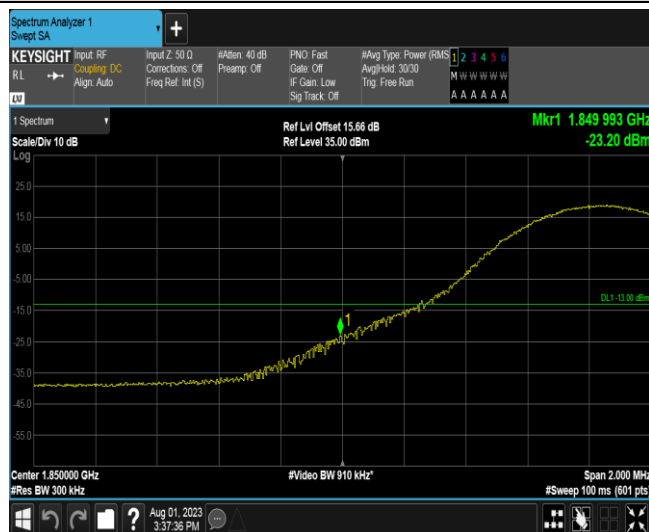 Spectrum Analyzer 1
Swept SA
+
KEYSIGHT
RL
LXI
Input: RF
Coupling: DC
Align: Auto
Input Z: 50 Ω
Corrections: Off
Freq Ref: Int (S)
#Atten: 40 dB
Preamp: Off
PNO: Fast
Gate: Off
IF Gain: Low
Sig Track: Off
#Avg Type: Power (RMS
Avg|Hold: 30/30
Trig: Free Run
1 2 3 4 5 6
M W W W W W
A A A A A A
1 Spectrum
Scale/Div 10 dB
Log
Ref Lvl Offset 15.66 dB
Ref Level 35.00 dBm
Mkr1 1.849 993 GHz
-23.20 dBm
25.0
15.0
5.00
-5.00
DL1 -13.00 dBm
-15.0
1
-25.0
-35.0
-45.0
-55.0
Center 1.850000 GHz
#Res BW 300 kHz
#Video BW 910 kHz*
Span 2.000 MHz
#Sweep 100 ms (601 pts)
?
Aug 01, 2023
3:37:36 PM